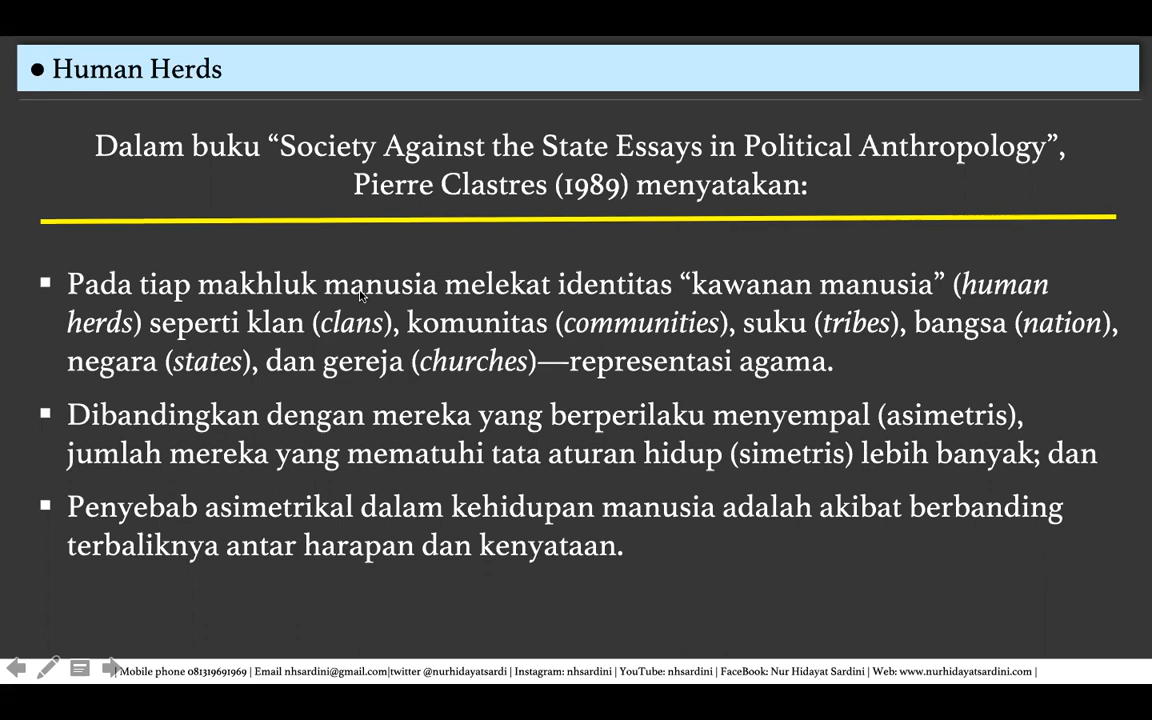 ● Human Herds
Dalam buku “Society Against the State Essays in Political Anthropology”,
Pierre Clastres (1989) menyatakan:
▪ Pada tiap makhluk manusia melekat identitas “kawanan manusia” (human
herds) seperti klan (clans), komunitas (communities), suku (tribes), bangsa (nation),
negara (states), dan gereja (churches)—representasi agama.
▪ Dibandingkan dengan mereka yang berperilaku menyempal (asimetris),
jumlah mereka yang mematuhi tata aturan hidup (simetris) lebih banyak; dan
▪ Penyebab asimetrikal dalam kehidupan manusia adalah akibat berbanding
terbaliknya antar harapan dan kenyataan.
| Mobile phone 081319691969 | Email nhsardini@gmail.com|twitter @nurhidayatsardi | Instagram: nhsardini | YouTube: nhsardini | FaceBook: Nur Hidayat Sardini | Web: www.nurhidayatsardini.com |